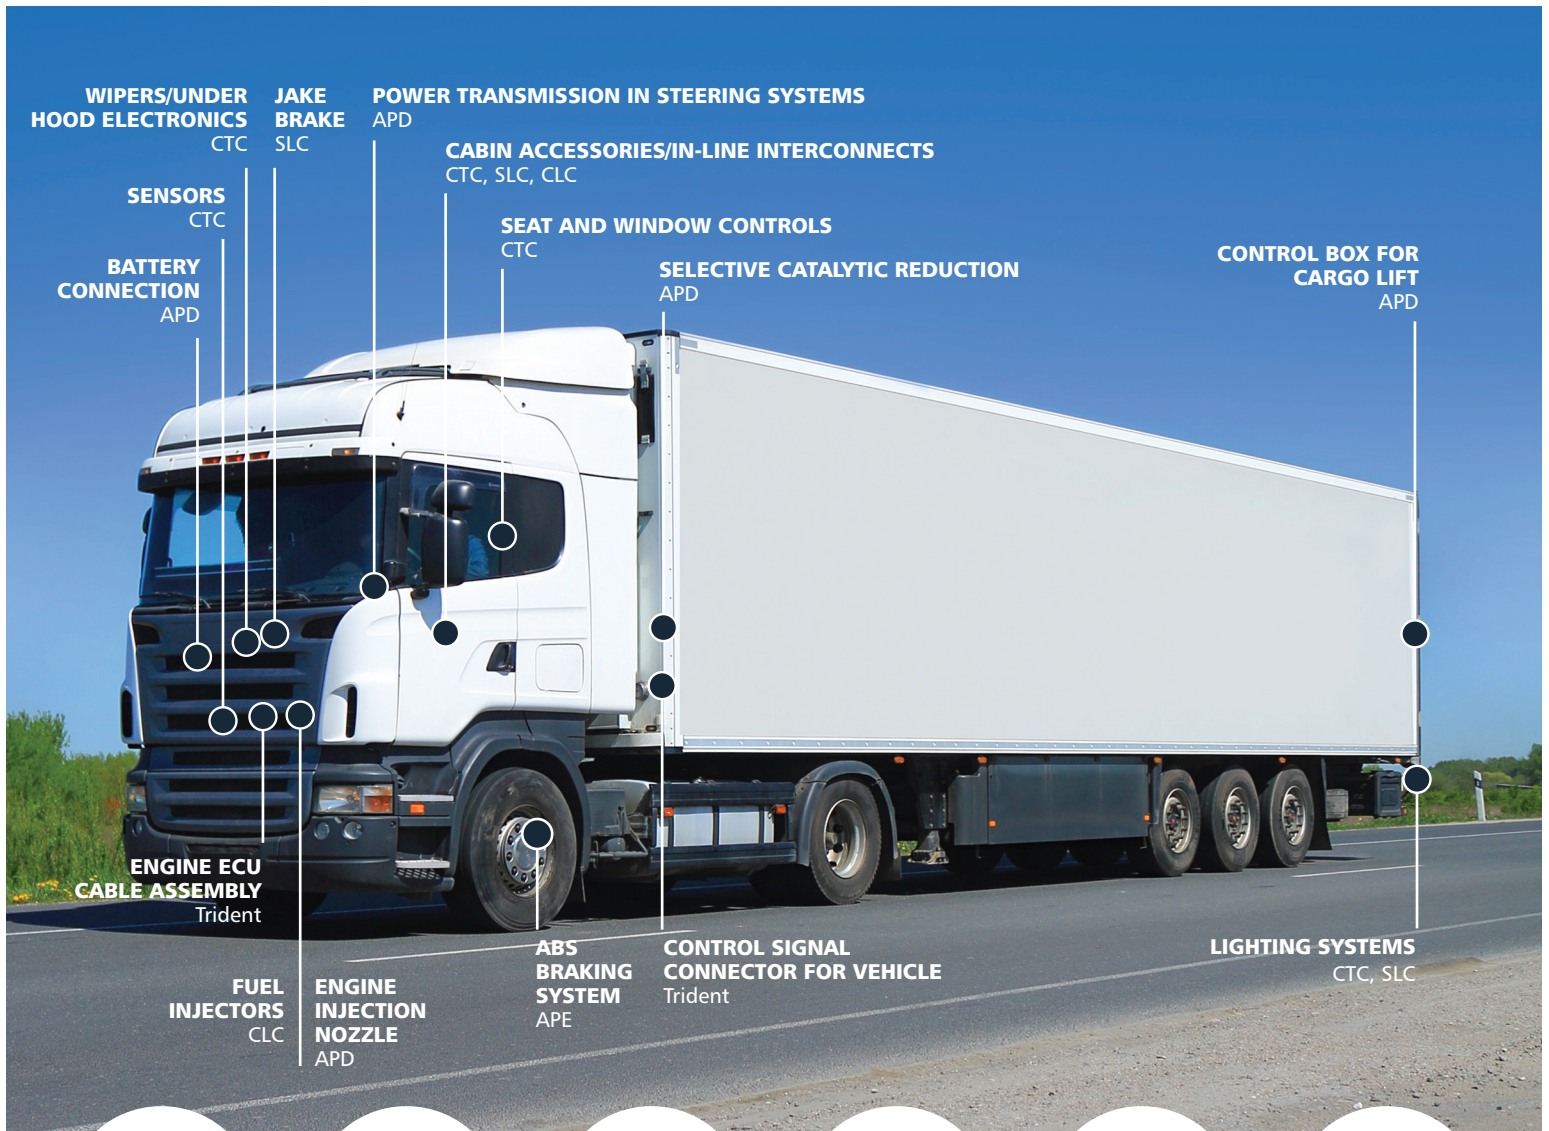 WIPERS/UNDER
HOOD ELECTRONICS
CTC
JAKE
BRAKE
SLC
POWER TRANSMISSION IN STEERING SYSTEMS
APD
CABIN ACCESSORIES/IN-LINE INTERCONNECTS
CTC, SLC, CLC
SENSORS
CTC
SEAT AND WINDOW CONTROLS
CTC
BATTERY
CONNECTION
APD
SELECTIVE CATALYTIC REDUCTION
APD
CONTROL BOX FOR
CARGO LIFT
APD
ENGINE ECU
CABLE ASSEMBLY
Trident
FUEL
INJECTORS
CLC
ENGINE
INJECTION
NOZZLE
APD
ABS
BRAKING
SYSTEM
APE
CONTROL SIGNAL
CONNECTOR FOR VEHICLE
Trident
LIGHTING SYSTEMS
CTC, SLC